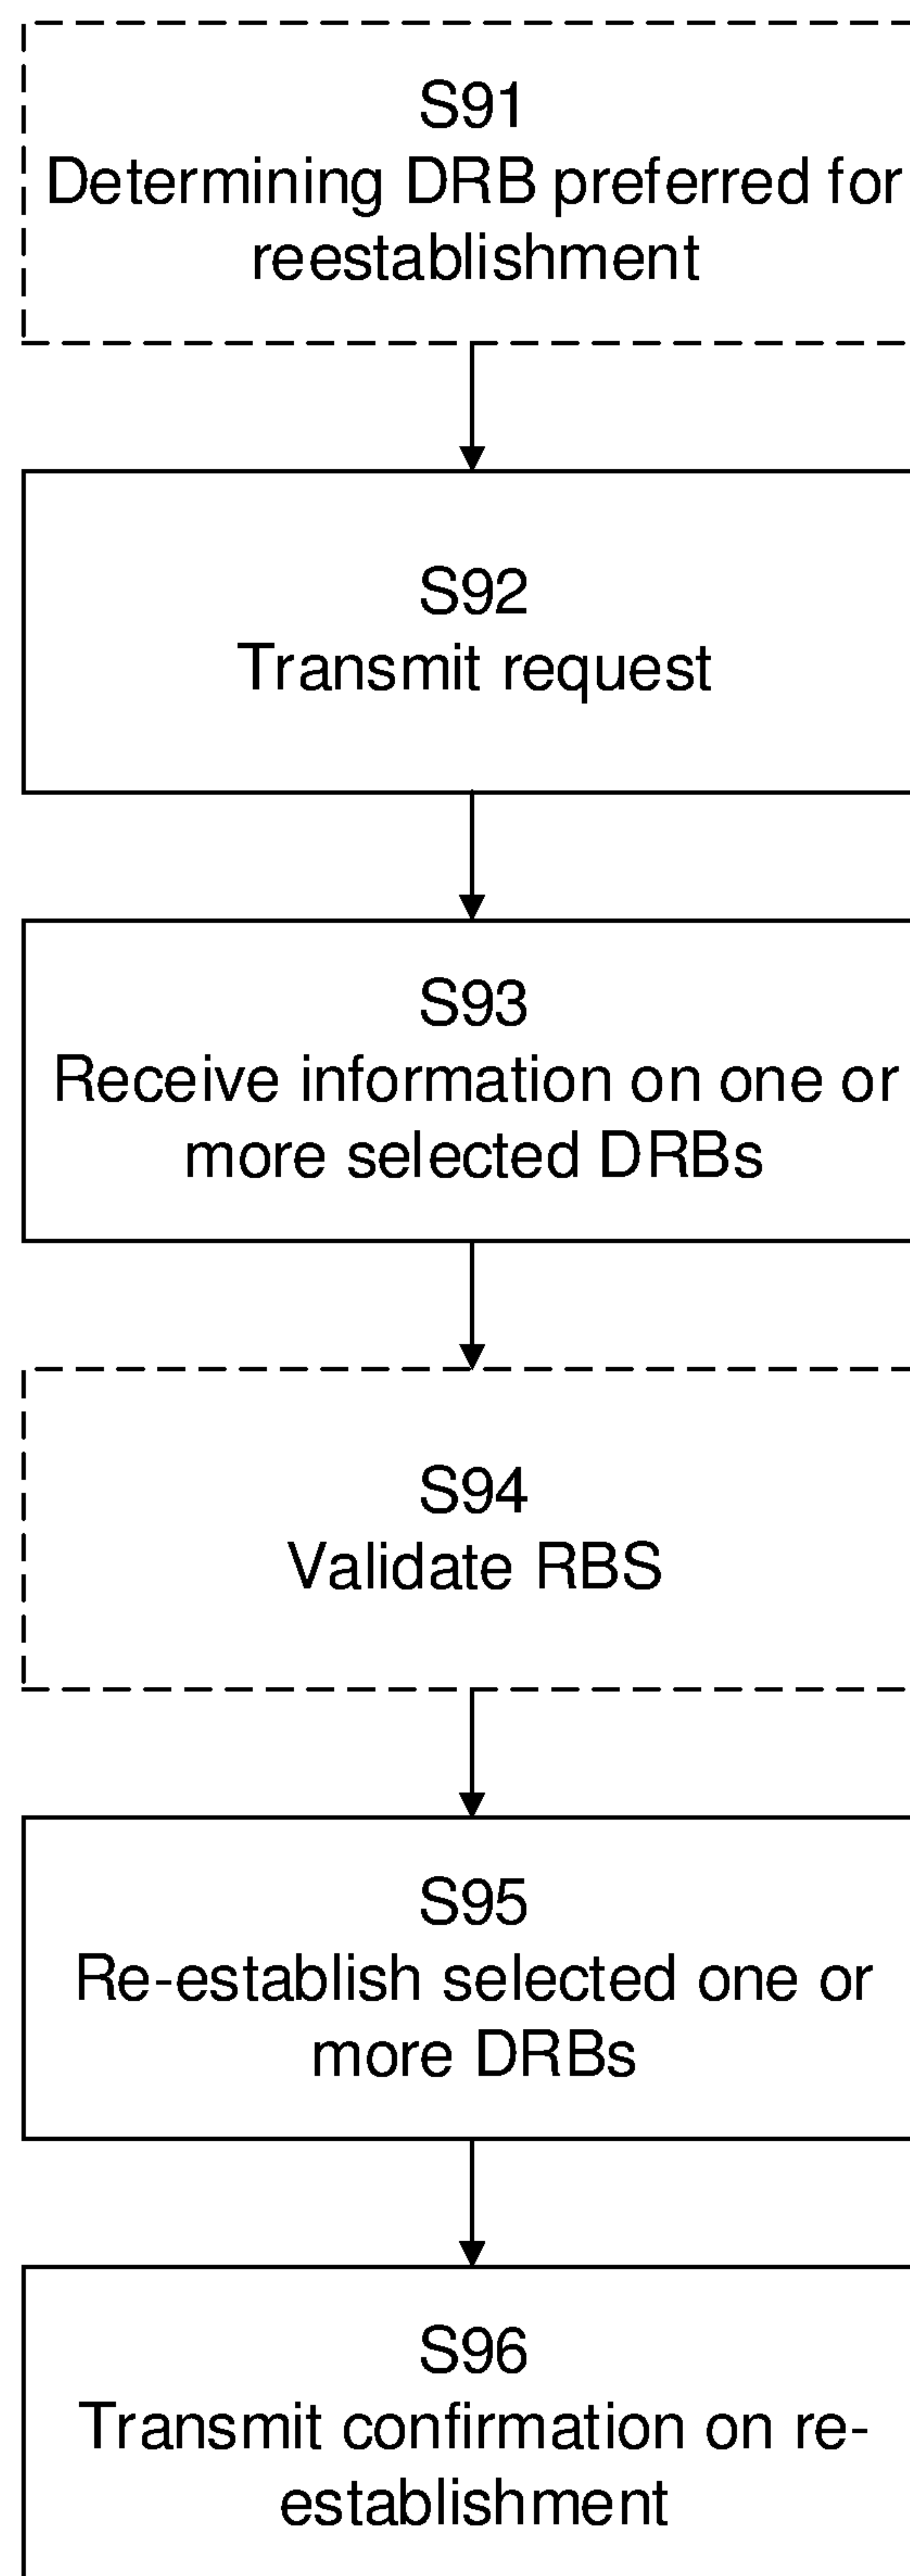 S91
Determining DRB preferred for
reestablishment
S92
Transmit request
S93
Receive information on one or
more selected DRBs
S94
Validate RBS
S95
Re-establish selected one or
more DRBs
S96
Transmit confirmation on re-
establishment